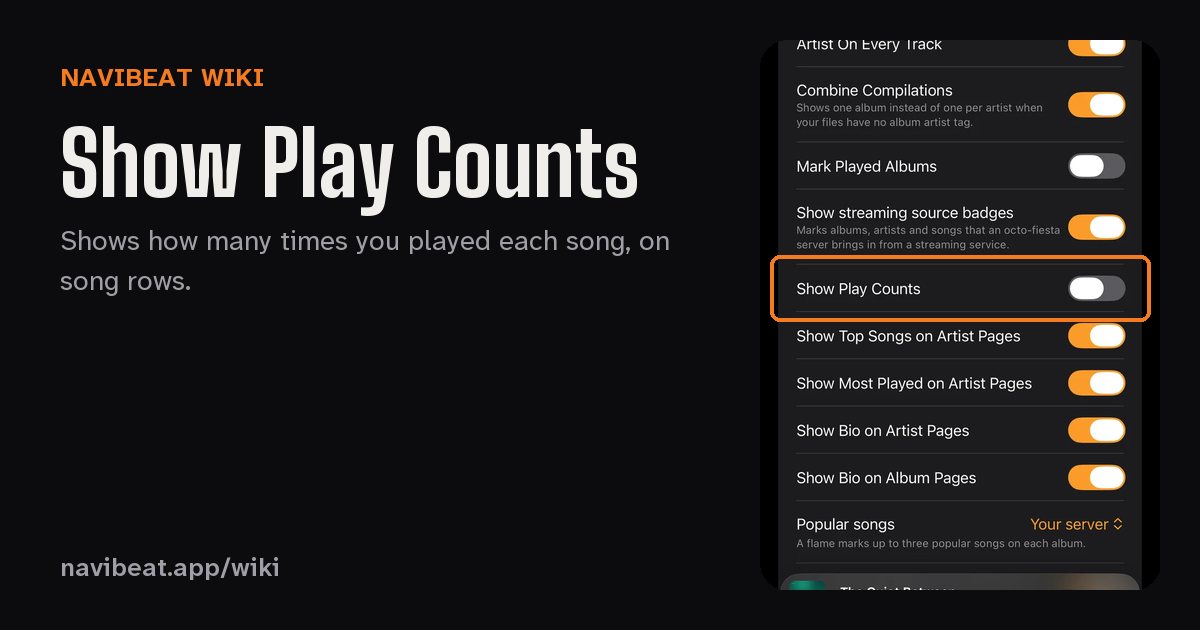 NAVIBEAT WIKI
Show Play Counts
Shows how many times you played each song, on
song rows.
navibeat.app/wiki
Artist On Every Track
Combine Compilations
Shows one album instead of one per artist when
your files have no album artist tag.
Mark Played Albums
Show streaming source badges
Marks albums, artists and songs that an octo-fiesta
server brings in from a streaming service.
Show Play Counts
Show Top Songs on Artist Pages
Show Most Played on Artist Pages
Show Bio on Artist Pages
Show Bio on Album Pages
Popular songs
Your server
A flame marks up to three popular songs on each album.
The Quiet Between